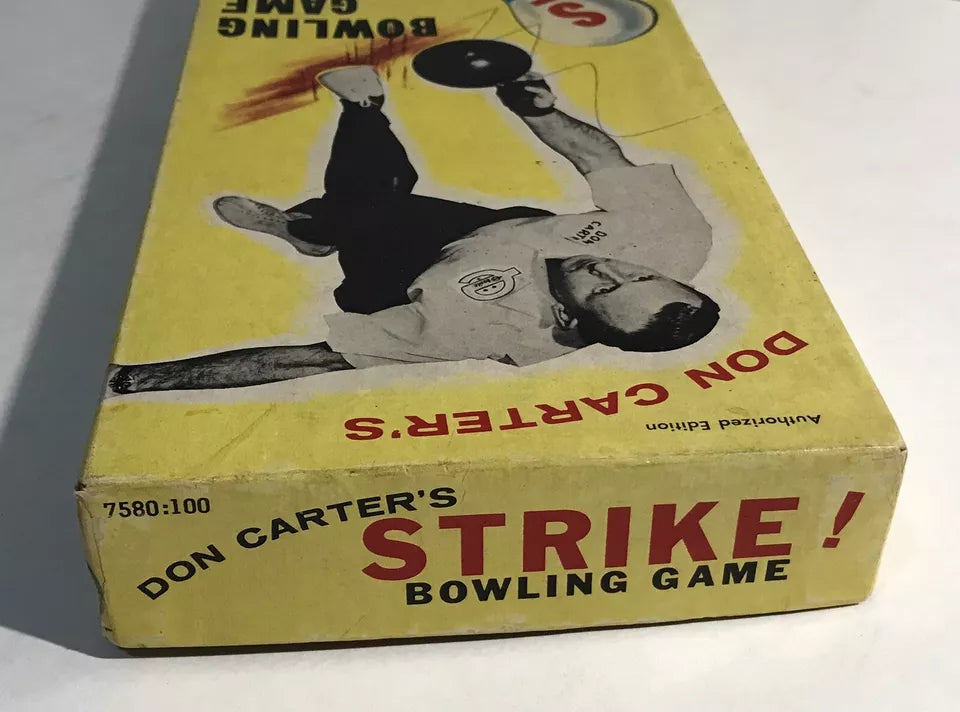 BOWLING
GAME
DON
CARTER
DON CARTER'S
Authorized Edition
7580:100
DON CARTER'S
STRIKE!
BOWLING GAME